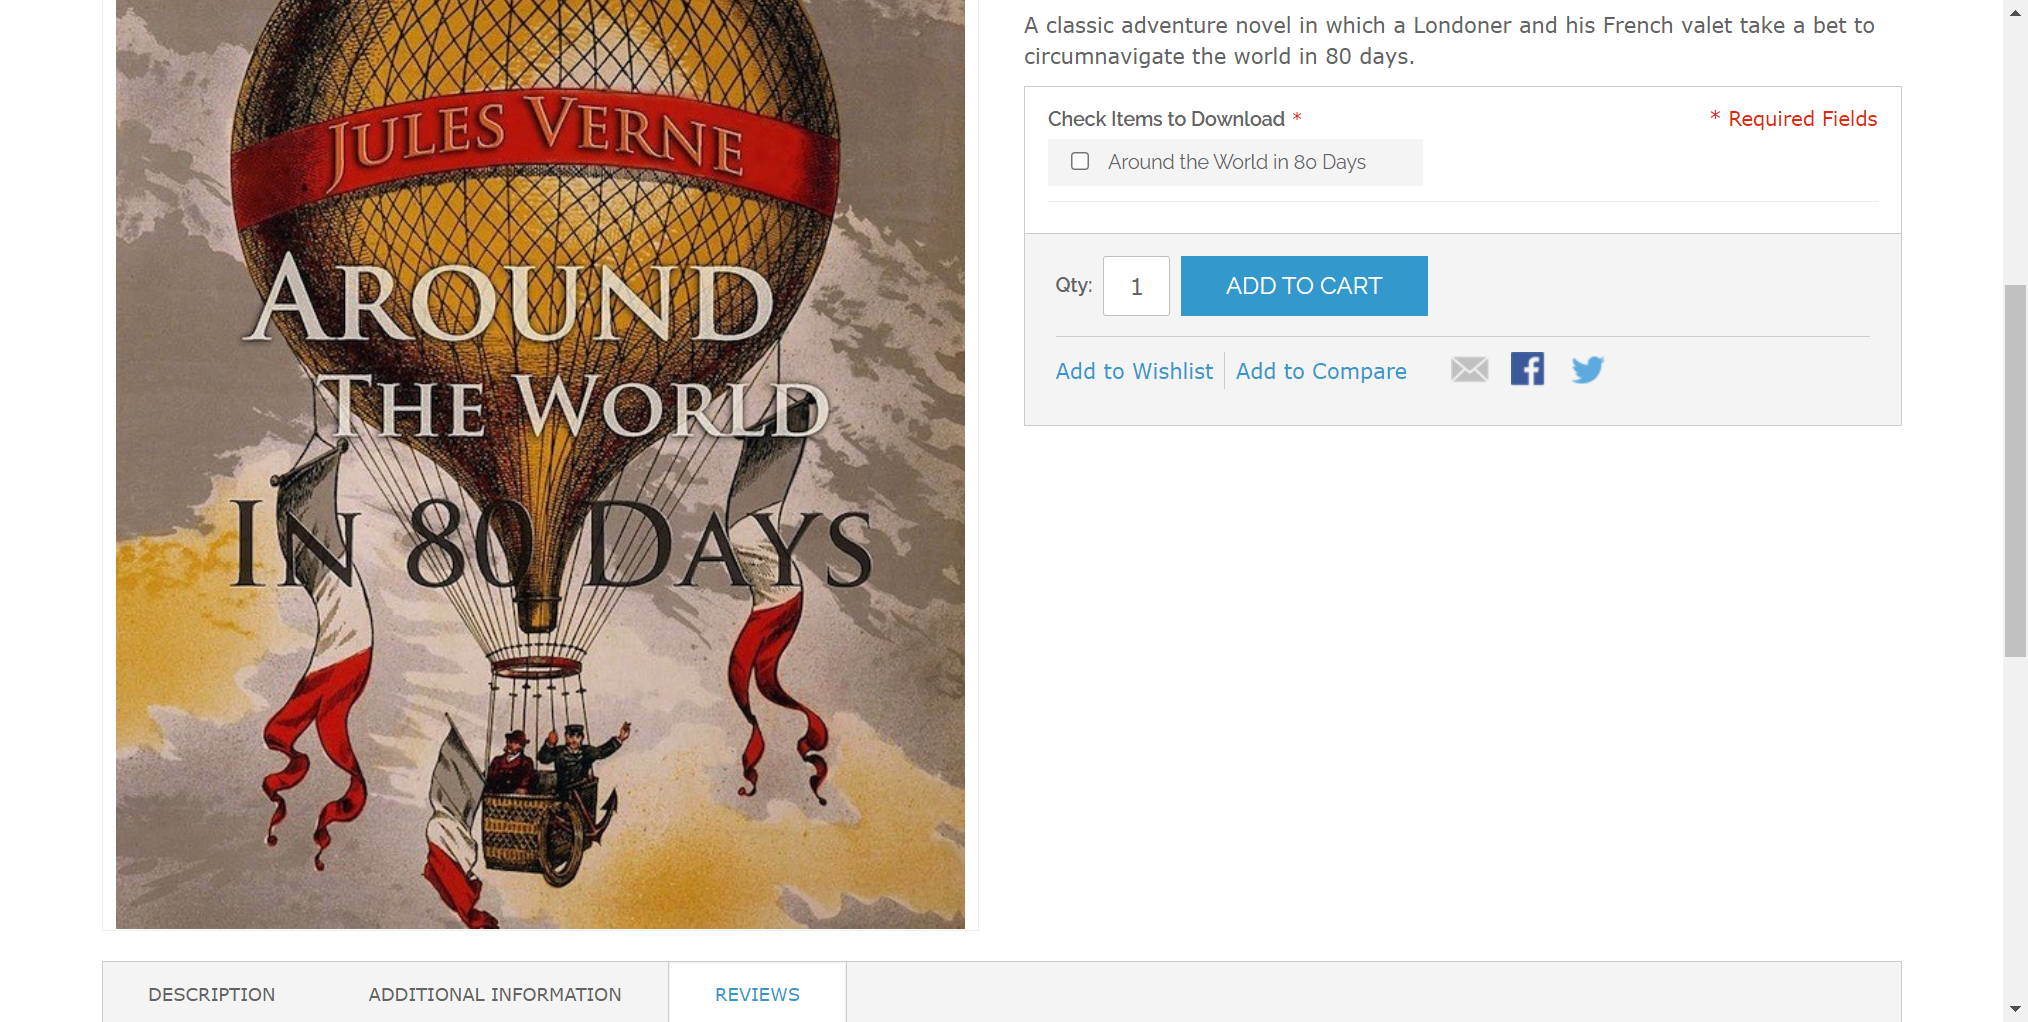 JULES VERNE
AROUND
THE WORLD
IN 80 DAYS
A classic adventure novel in which a Londoner and his French valet take a bet to
circumnavigate the world in 80 days.
Check Items to Download *
* Required Fields
Around the World in 80 Days
Qty: 1 ADD TO CART
Add to Wishlist Add to Compare
DESCRIPTION ADDITIONAL INFORMATION REVIEWS